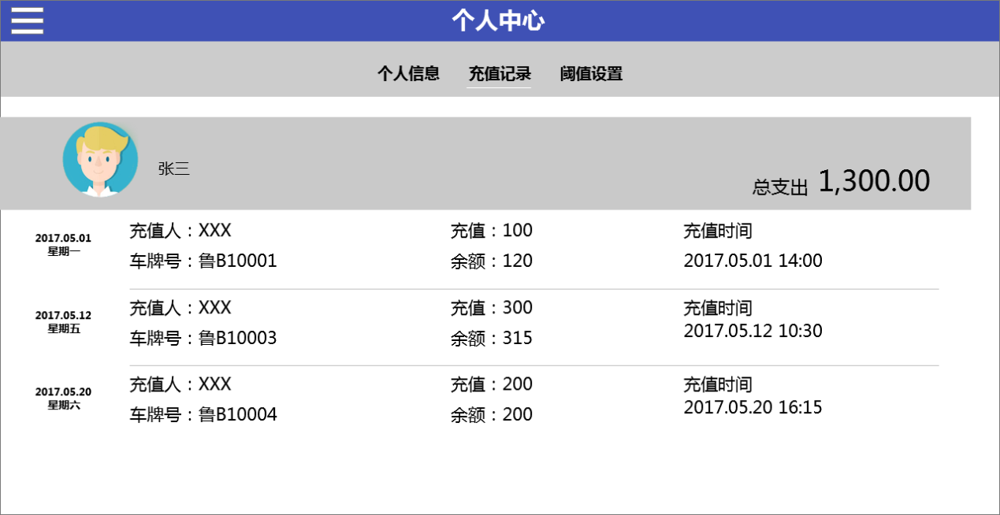 个人中心
个人信息 充值记录 阈值设置
张三
总支出 1,300.00
2017.05.01
星期一
充值人：XXX 充值：100 充值时间
车牌号：鲁B10001 余额：120 2017.05.01 14:00
2017.05.12
星期五
充值人：XXX 充值：300 充值时间
车牌号：鲁B10003 余额：315 2017.05.12 10:30
2017.05.20
星期六
充值人：XXX 充值：200 充值时间
车牌号：鲁B10004 余额：200 2017.05.20 16:15